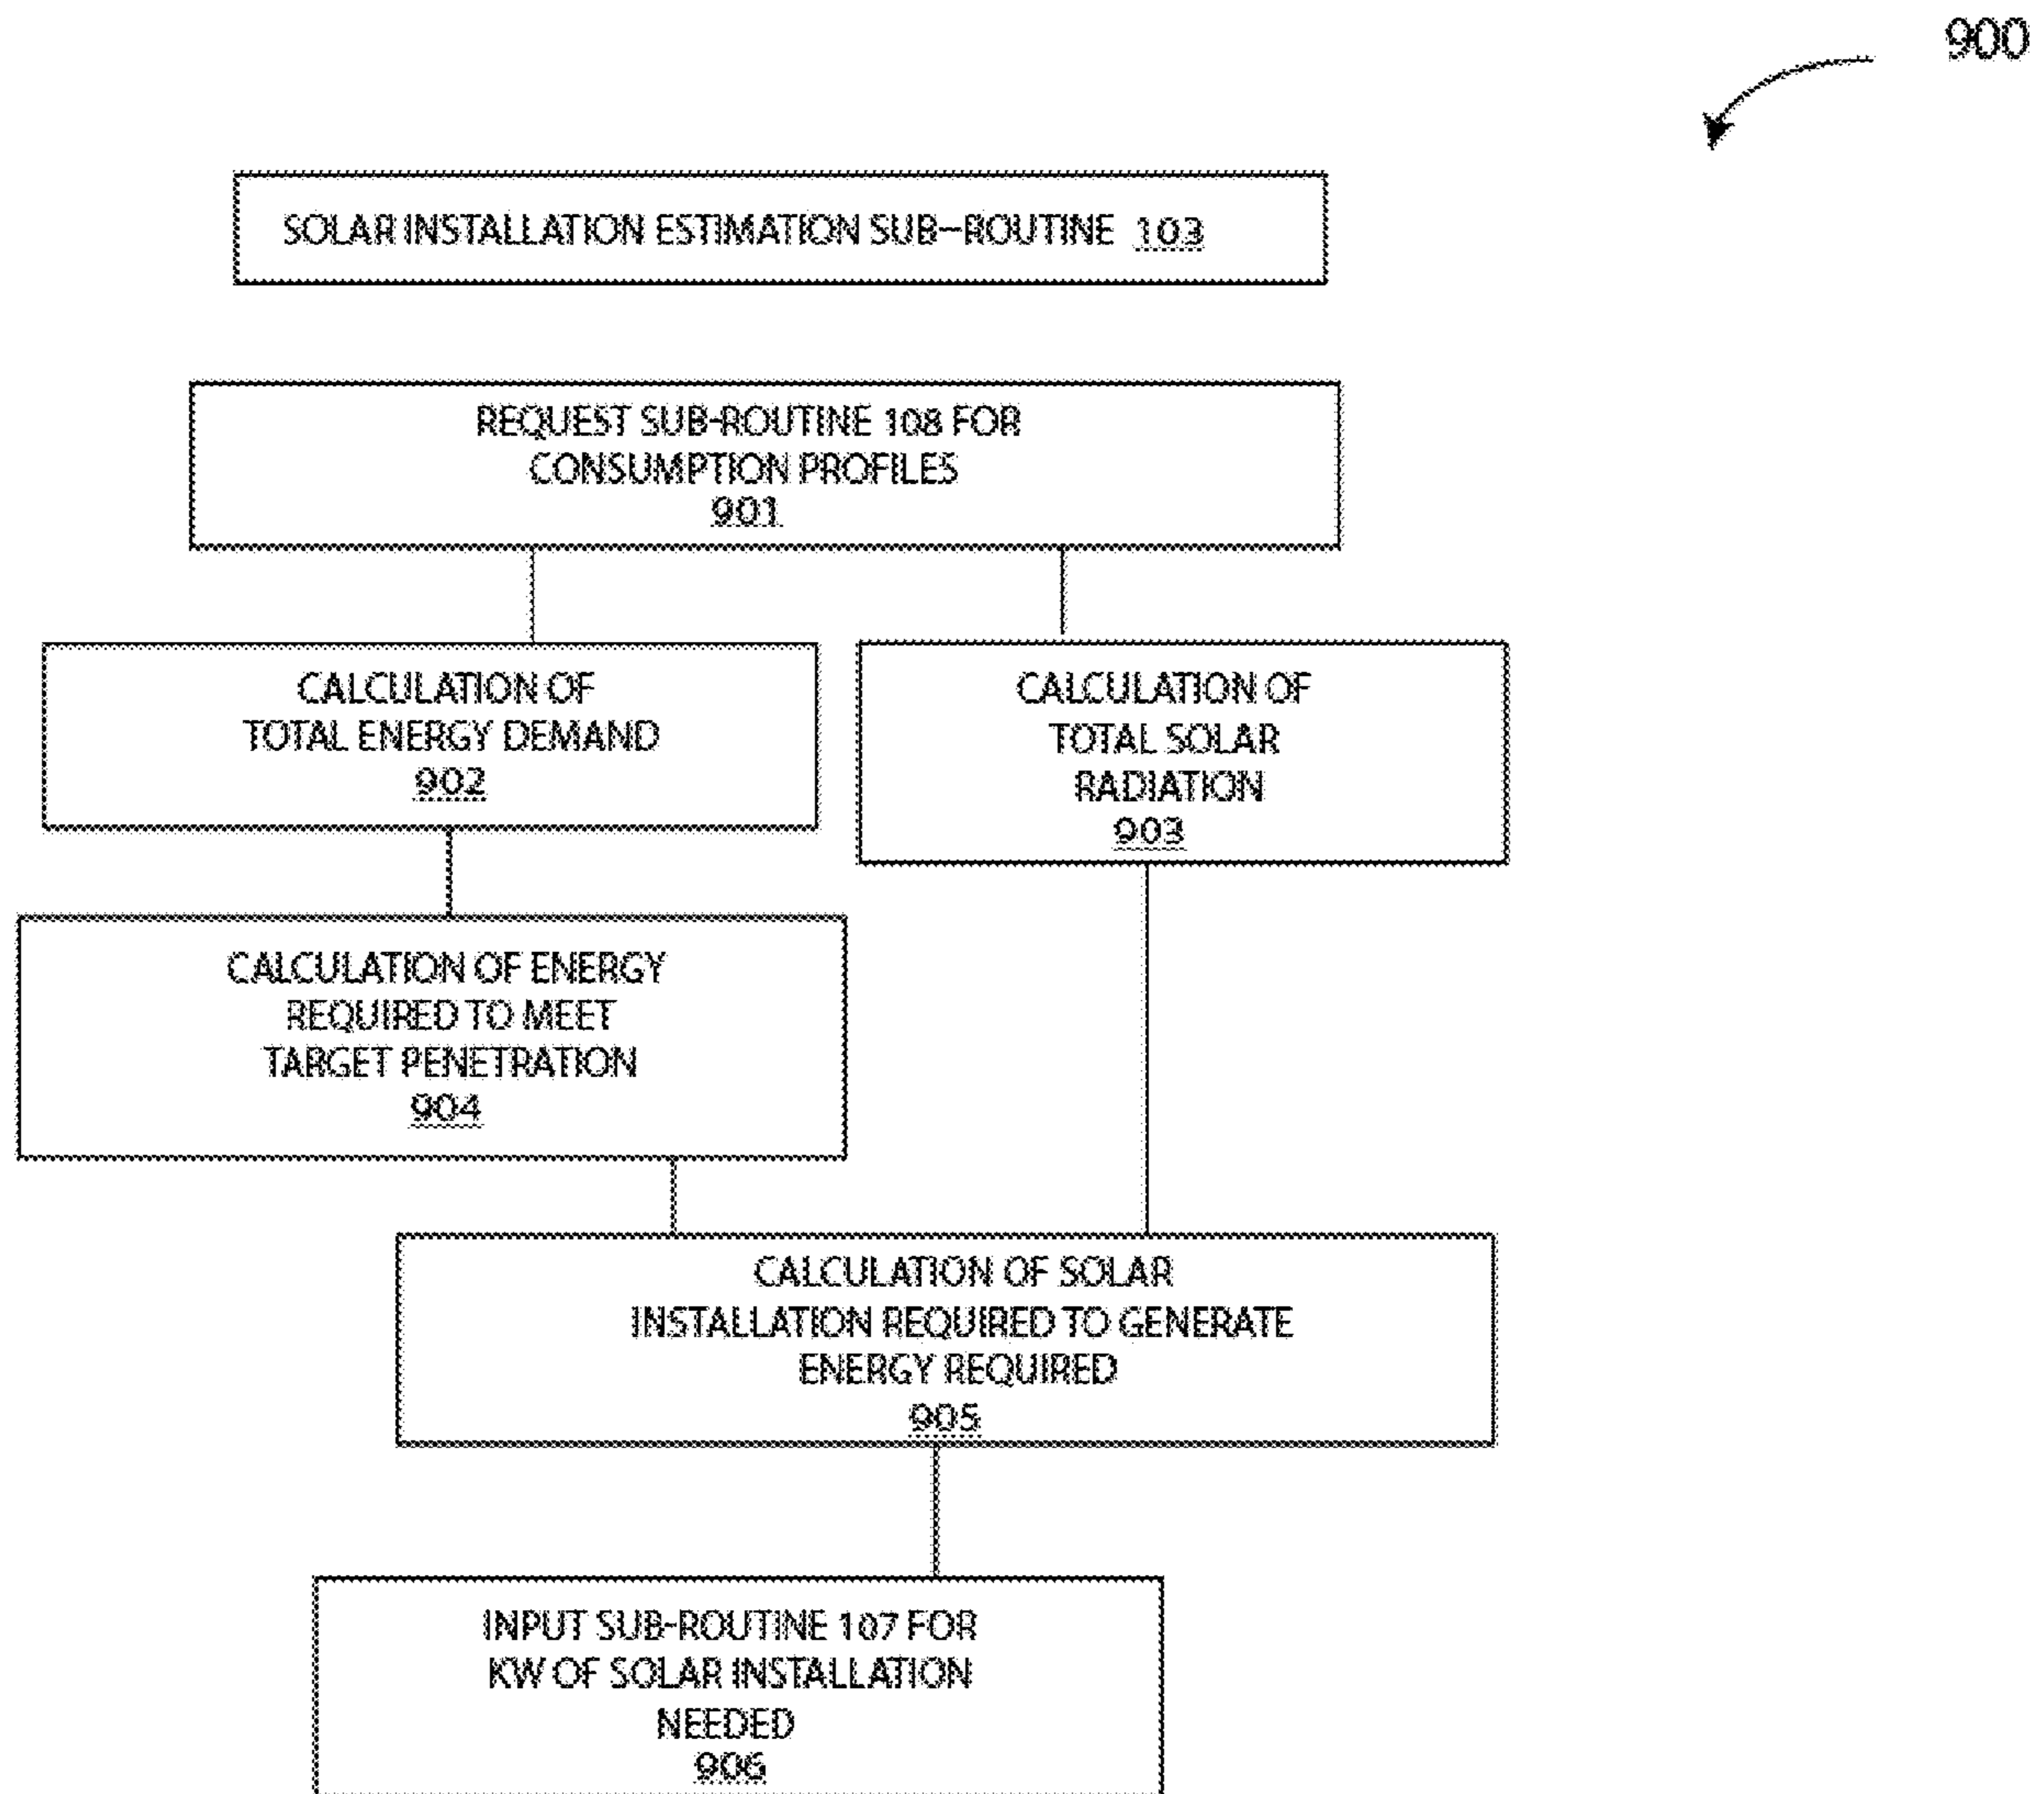 900
SOLAR INSTALLATION ESTIMATION SUB-ROUTINE 103
REQUEST SUB-ROUTINE 108 FOR
CONSUMPTION PROFILES
901
CALCULATION OF
TOTAL ENERGY DEMAND
902
CALCULATION OF
TOTAL SOLAR
RADIATION
903
CALCULATION OF ENERGY
REQUIRED TO MEET
TARGET PENETRATION
904
CALCULATION OF SOLAR
INSTALLATION REQUIRED TO GENERATE
ENERGY REQUIRED
905
INPUT SUB-ROUTINE 107 FOR
KW OF SOLAR INSTALLATION
NEEDED
906